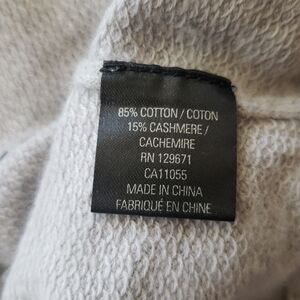 85% COTTON / COTON
15% CASHMERE /
CACHEMIRE
RN 129671
CA11055
MADE IN CHINA
FABRIQUÉ EN CHINE